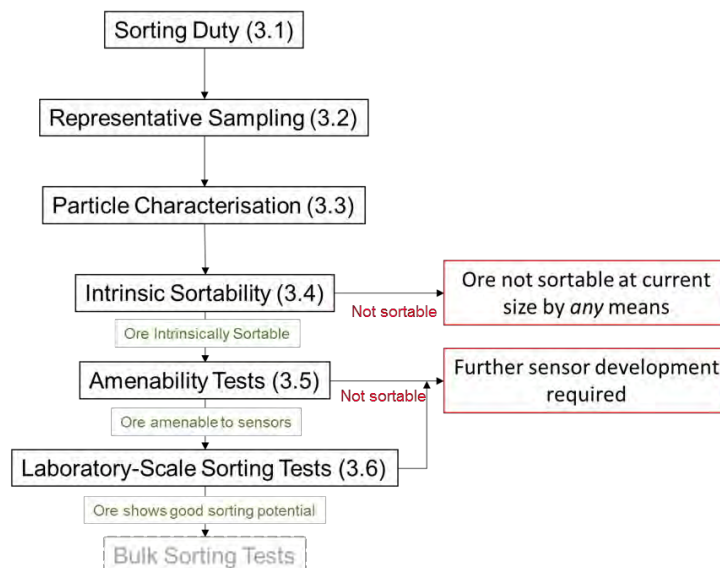 Sorting Duty (3.1)
Representative Sampling (3.2)
Particle Characterisation (3.3)
Intrinsic Sortability (3.4)
Not sortable
Ore not sortable at current
size by any means
Ore Intrinsically Sortable
Amenability Tests (3.5)
Not sortable
Further sensor development
required
Ore amenable to sensors
Laboratory-Scale Sorting Tests (3.6)
Ore shows good sorting potential
Bulk Sorting Tests